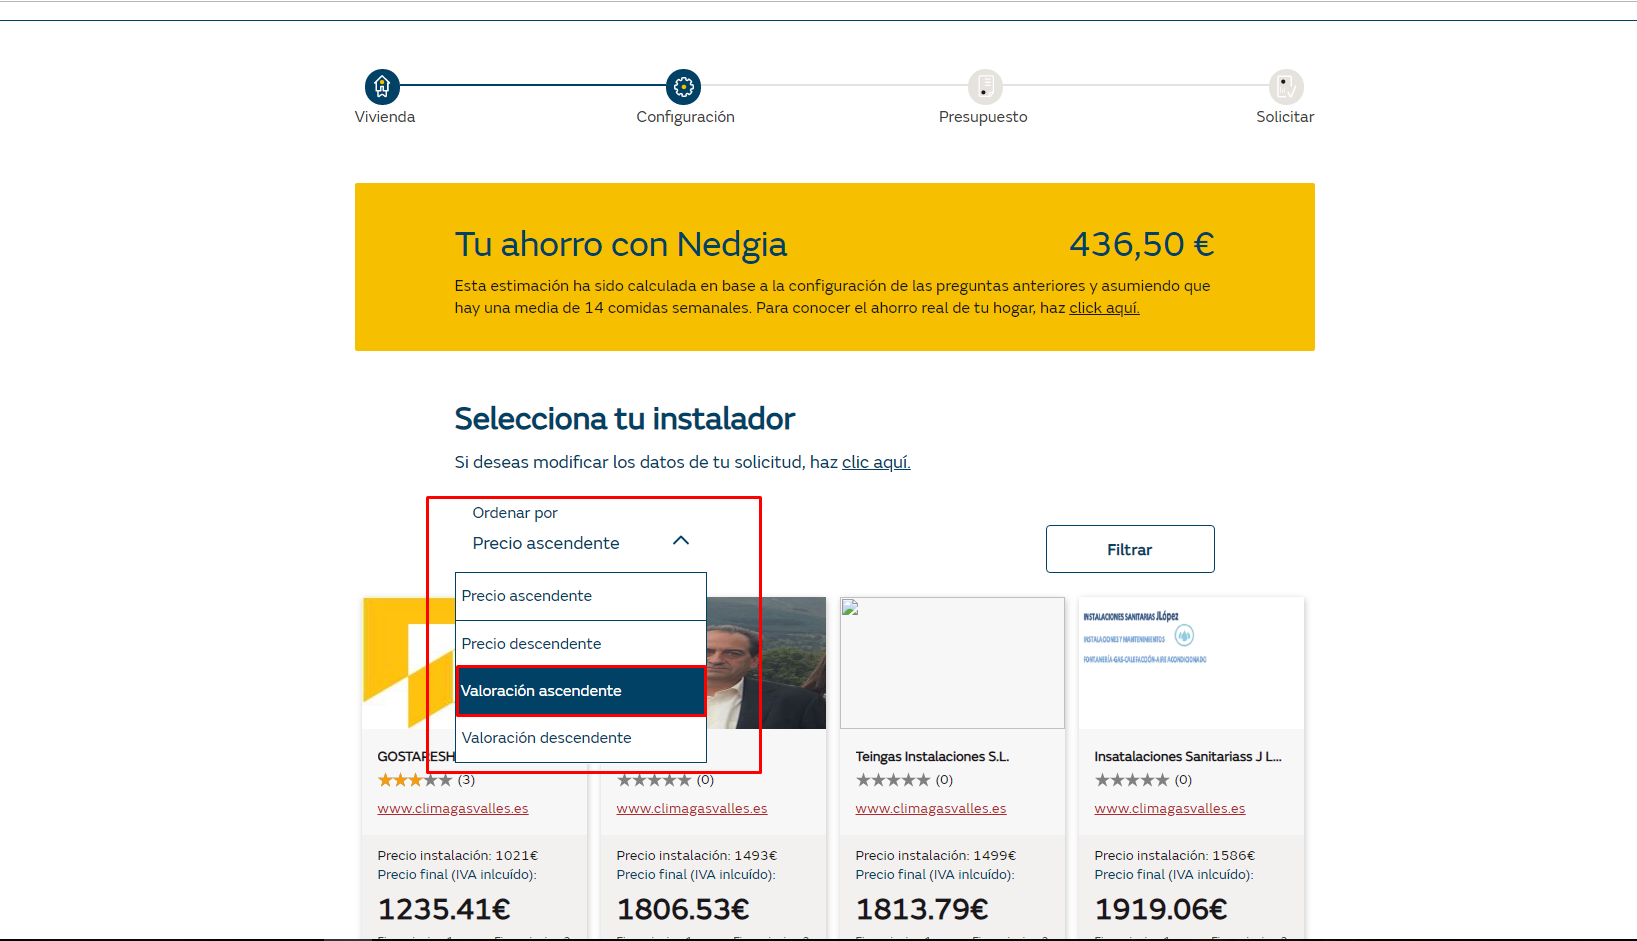 Vivienda
Configuración
Presupuesto
Solicitar
Tu ahorro con Nedgia
436,50 €
Esta estimación ha sido calculada en base a la configuración de las preguntas anteriores y asumiendo que
hay una media de 14 comidas semanales. Para conocer el ahorro real de tu hogar, haz click aquí.
Selecciona tu instalador
Si deseas modificar los datos de tu solicitud, haz clic aquí.
Ordenar por
Precio ascendente
Filtrar
Precio ascendente
Precio descendente
Valoración ascendente
Valoración descendente
INSTALACIONES SANITARIAS JLópez
INSTALACIONES Y MANTENIMIENTOS
FONTANERÍA-GAS-CALEFACCIÓN-AIRE ACONDICIONADO
GOSTARESH
(3)
www.climagasvalles.es
Precio instalación: 1021€
Precio final (IVA inlcuído):
1235.41€
(0)
www.climagasvalles.es
Precio instalación: 1493€
Precio final (IVA inlcuído):
1806.53€
Teingas Instalaciones S.L.
(0)
www.climagasvalles.es
Precio instalación: 1499€
Precio final (IVA inlcuído):
1813.79€
Insatalaciones Sanitariass J L...
(0)
www.climagasvalles.es
Precio instalación: 1586€
Precio final (IVA inlcuído):
1919.06€